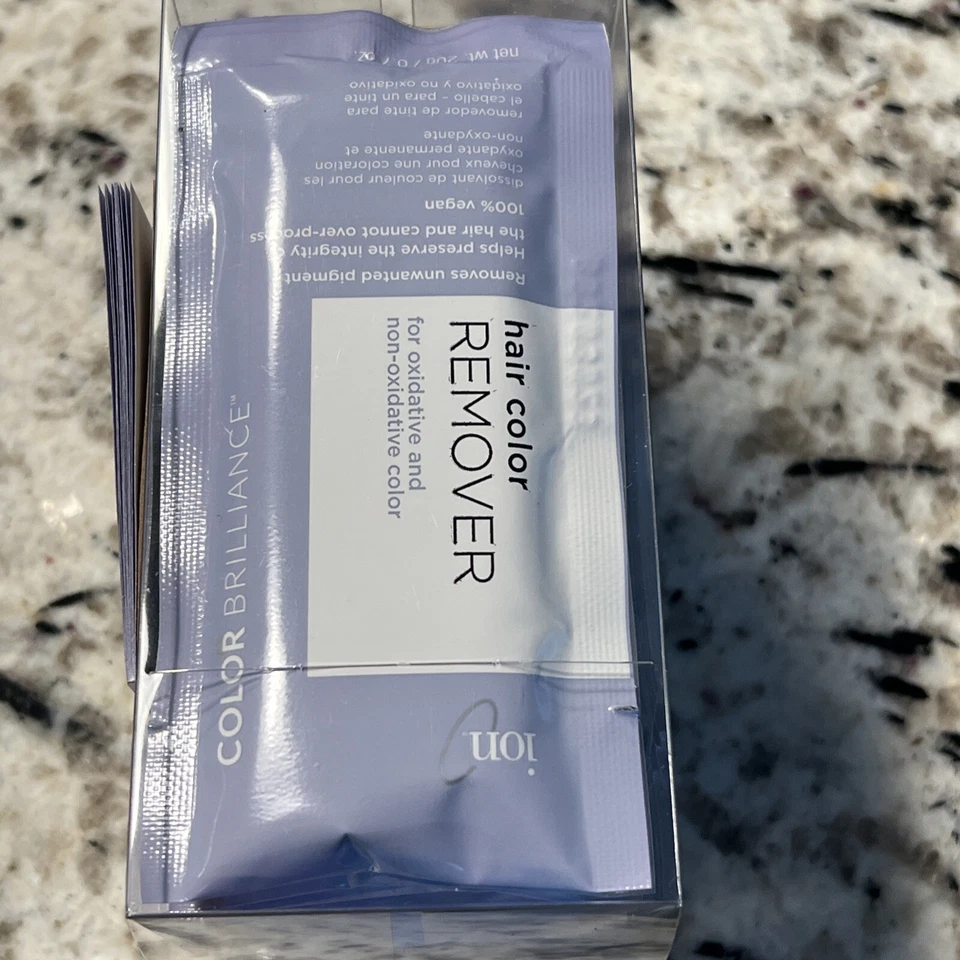 ion
COLOR BRILLIANCE™
hair color
REMOVER
for oxidative and
non-oxidative color
Removes unwanted pigment
Helps preserve the integrity of
the hair and cannot over-process
100% vegan
dissolvant de couleur pour les
cheveux pour une coloration
oxydante permanente et
non-oxydante
removedor de tinte para
el cabello – para un tinte
oxidativo y no oxidativo
net wt. 20g / 0.7 oz.